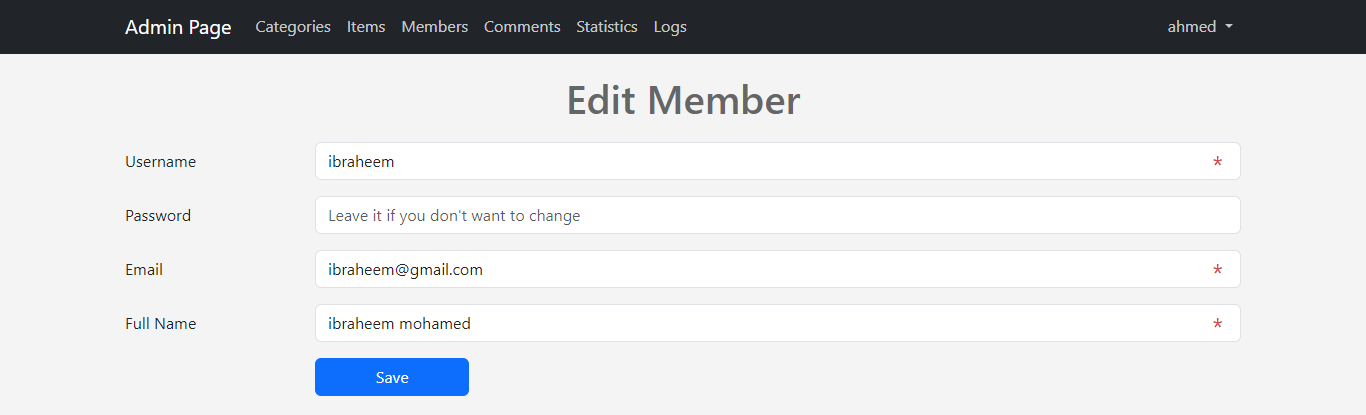 Admin Page Categories Items Members Comments Statistics Logs ahmed
Edit Member
Username ibraheem *
Password Leave it if you don't want to change
Email ibraheem@gmail.com *
Full Name ibraheem mohamed *
Save